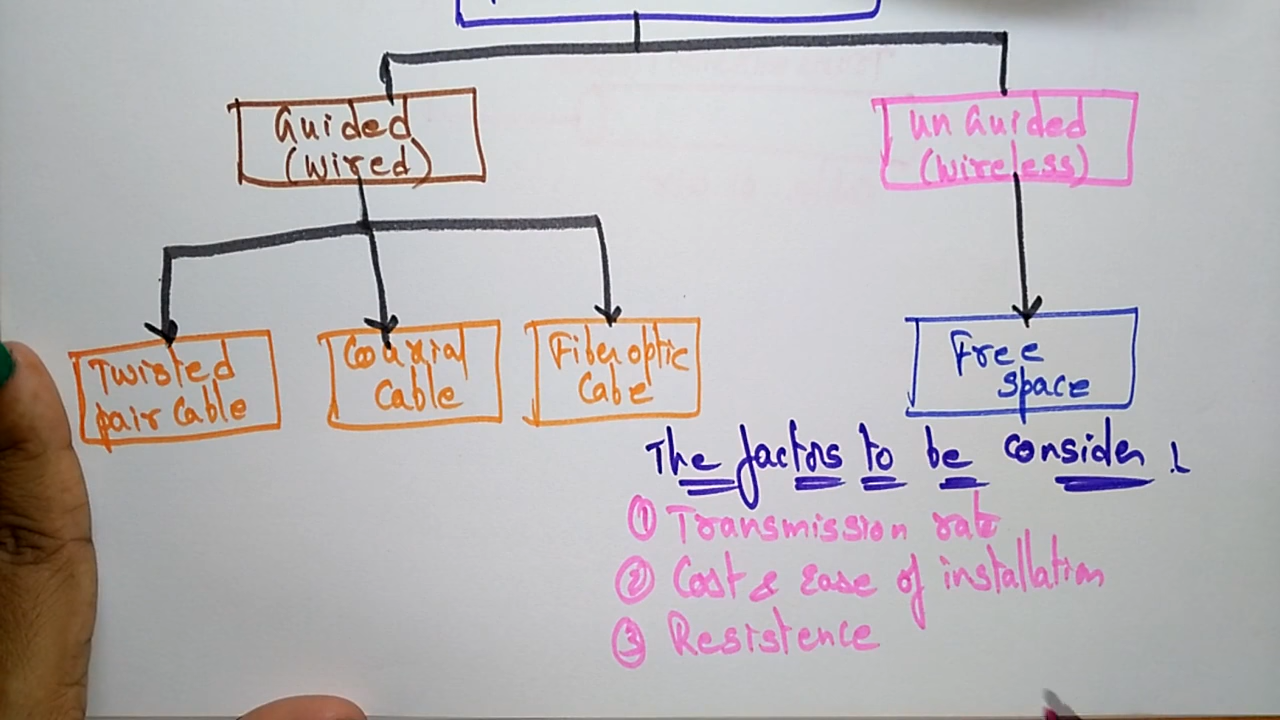 Guided
(Wired)
un Guided
(Wireless)
Twisted
pair Cable
Coaxial
Cable
Fiber optic
Cabe
Free
space
The factors to be consider :
① Transmission rate
② Cost & ease of installation
③ Resistence